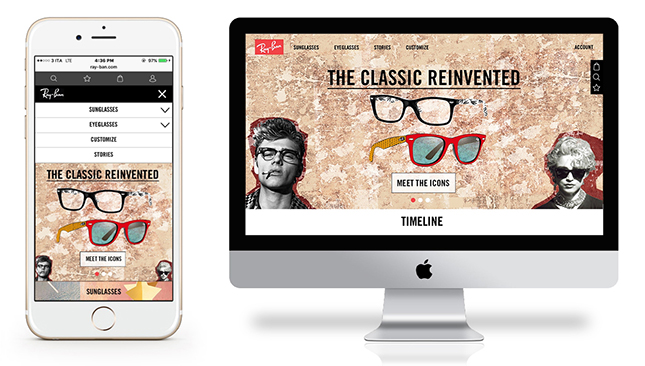 3 ITA LTE 4:36 PM 97%
ray-ban.com
Ray-Ban
SUNGLASSES
EYEGLASSES
CUSTOMIZE
STORIES
THE CLASSIC REINVENTED
MEET THE ICONS
SUNGLASSES
Ray-Ban SUNGLASSES EYEGLASSES STORIES CUSTOMIZE ACCOUNT
THE CLASSIC REINVENTED
MEET THE ICONS
TIMELINE